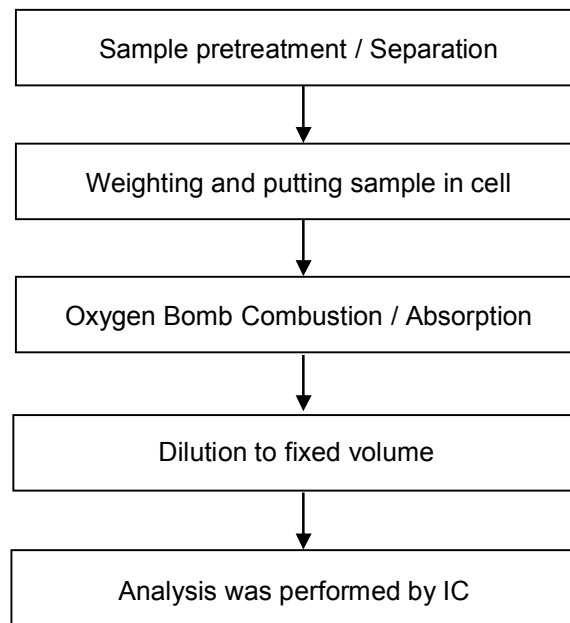 Sample pretreatment / Separation
Weighting and putting sample in cell
Oxygen Bomb Combustion / Absorption
Dilution to fixed volume
Analysis was performed by IC